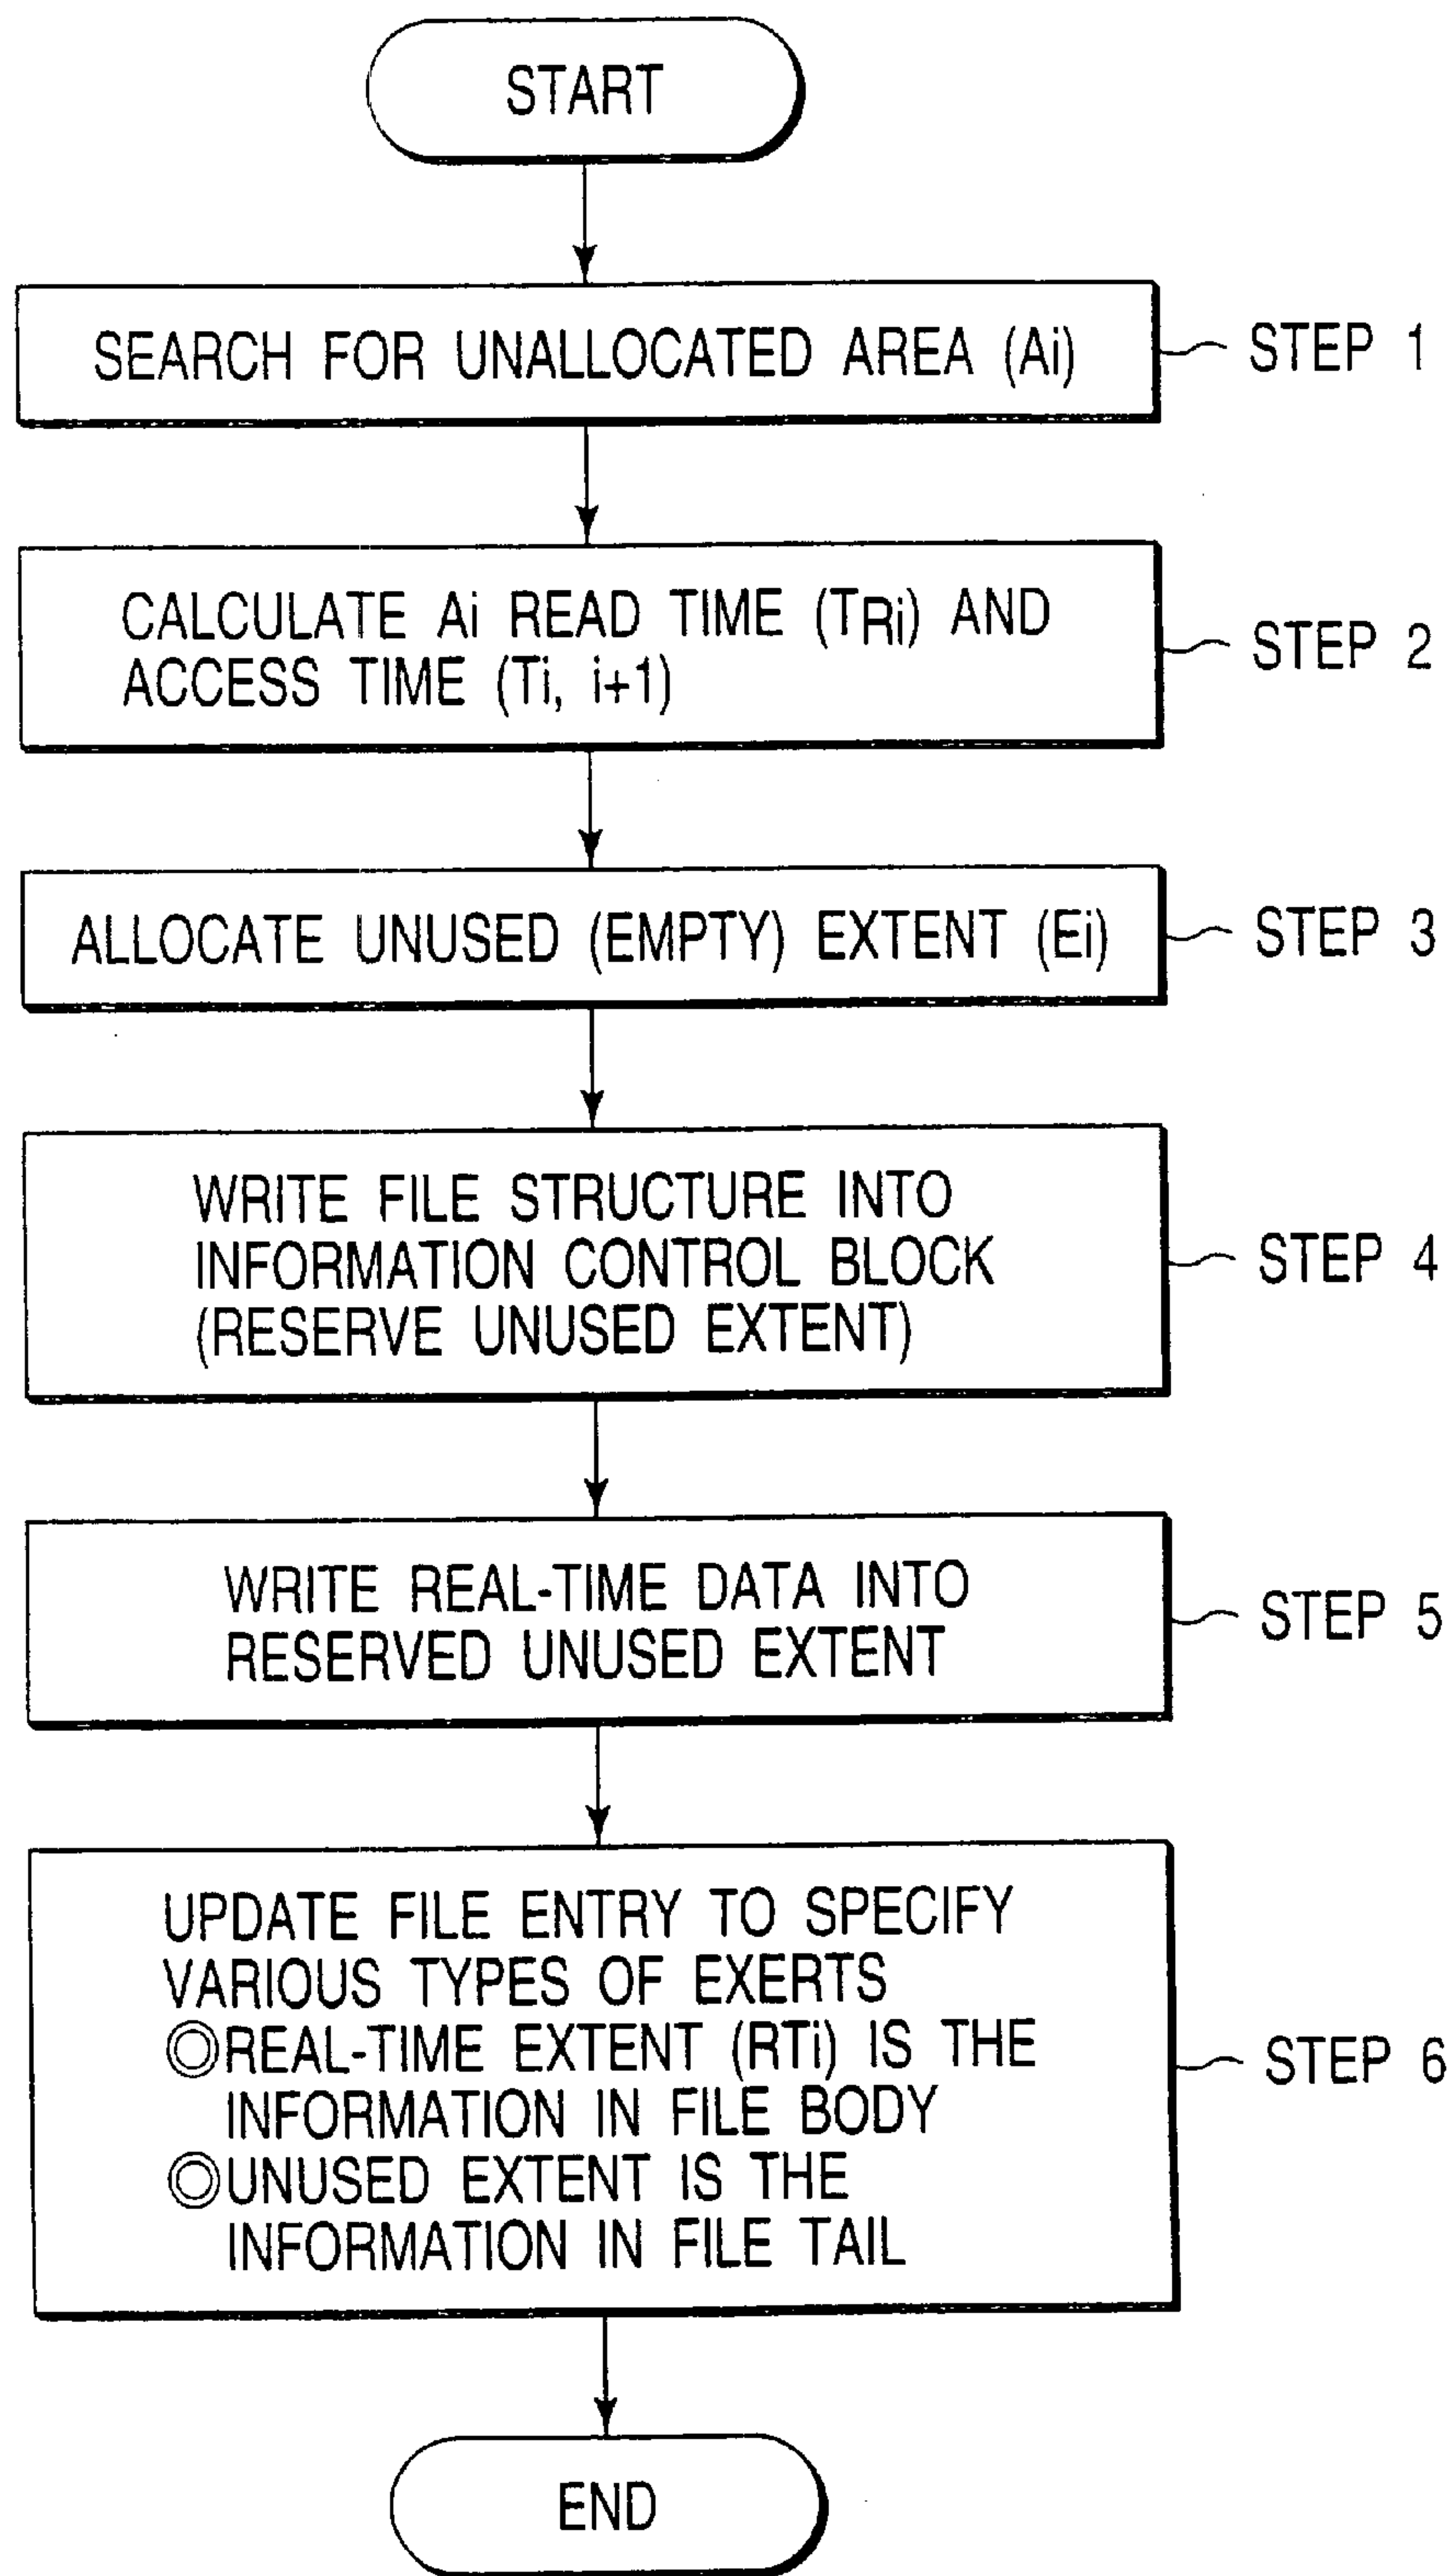 START
SEARCH FOR UNALLOCATED AREA (Ai)
STEP 1
CALCULATE Ai READ TIME (TRi) AND
ACCESS TIME (Ti, i+1)
STEP 2
ALLOCATE UNUSED (EMPTY) EXTENT (Ei)
STEP 3
WRITE FILE STRUCTURE INTO
INFORMATION CONTROL BLOCK
(RESERVE UNUSED EXTENT)
STEP 4
WRITE REAL-TIME DATA INTO
RESERVED UNUSED EXTENT
STEP 5
UPDATE FILE ENTRY TO SPECIFY
VARIOUS TYPES OF EXERTS
◎REAL-TIME EXTENT (RTi) IS THE
INFORMATION IN FILE BODY
◎UNUSED EXTENT IS THE
INFORMATION IN FILE TAIL
STEP 6
END